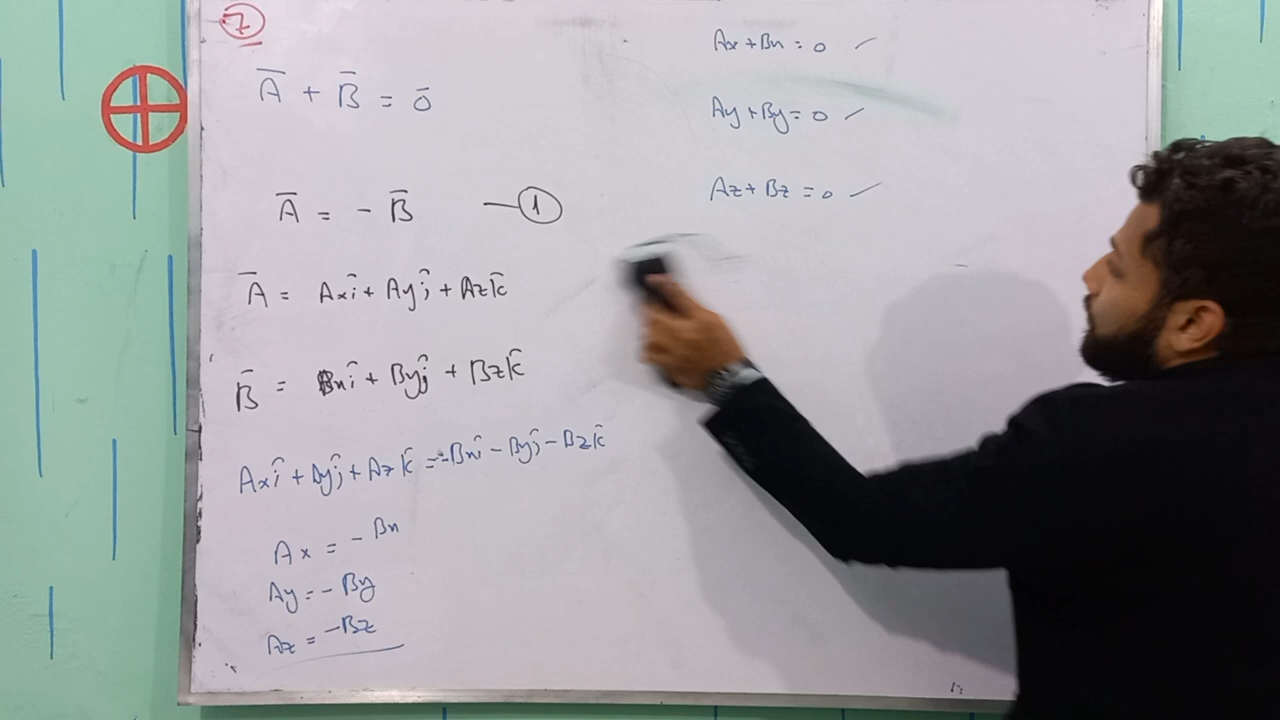 7
A̅ + B̅ = 0̅
A̅ = - B̅ —①
A̅ = Axî + Ayĵ + Azk̂
B̅ = Bxî + Byĵ + Bzk̂
Axî + Ayĵ + Azk̂ = -Bxî - Byĵ - Bzk̂
Ax = - Bx
Ay = - By
Az = -Bz
Ax + Bx = 0
Ay + By = 0
Az + Bz = 0